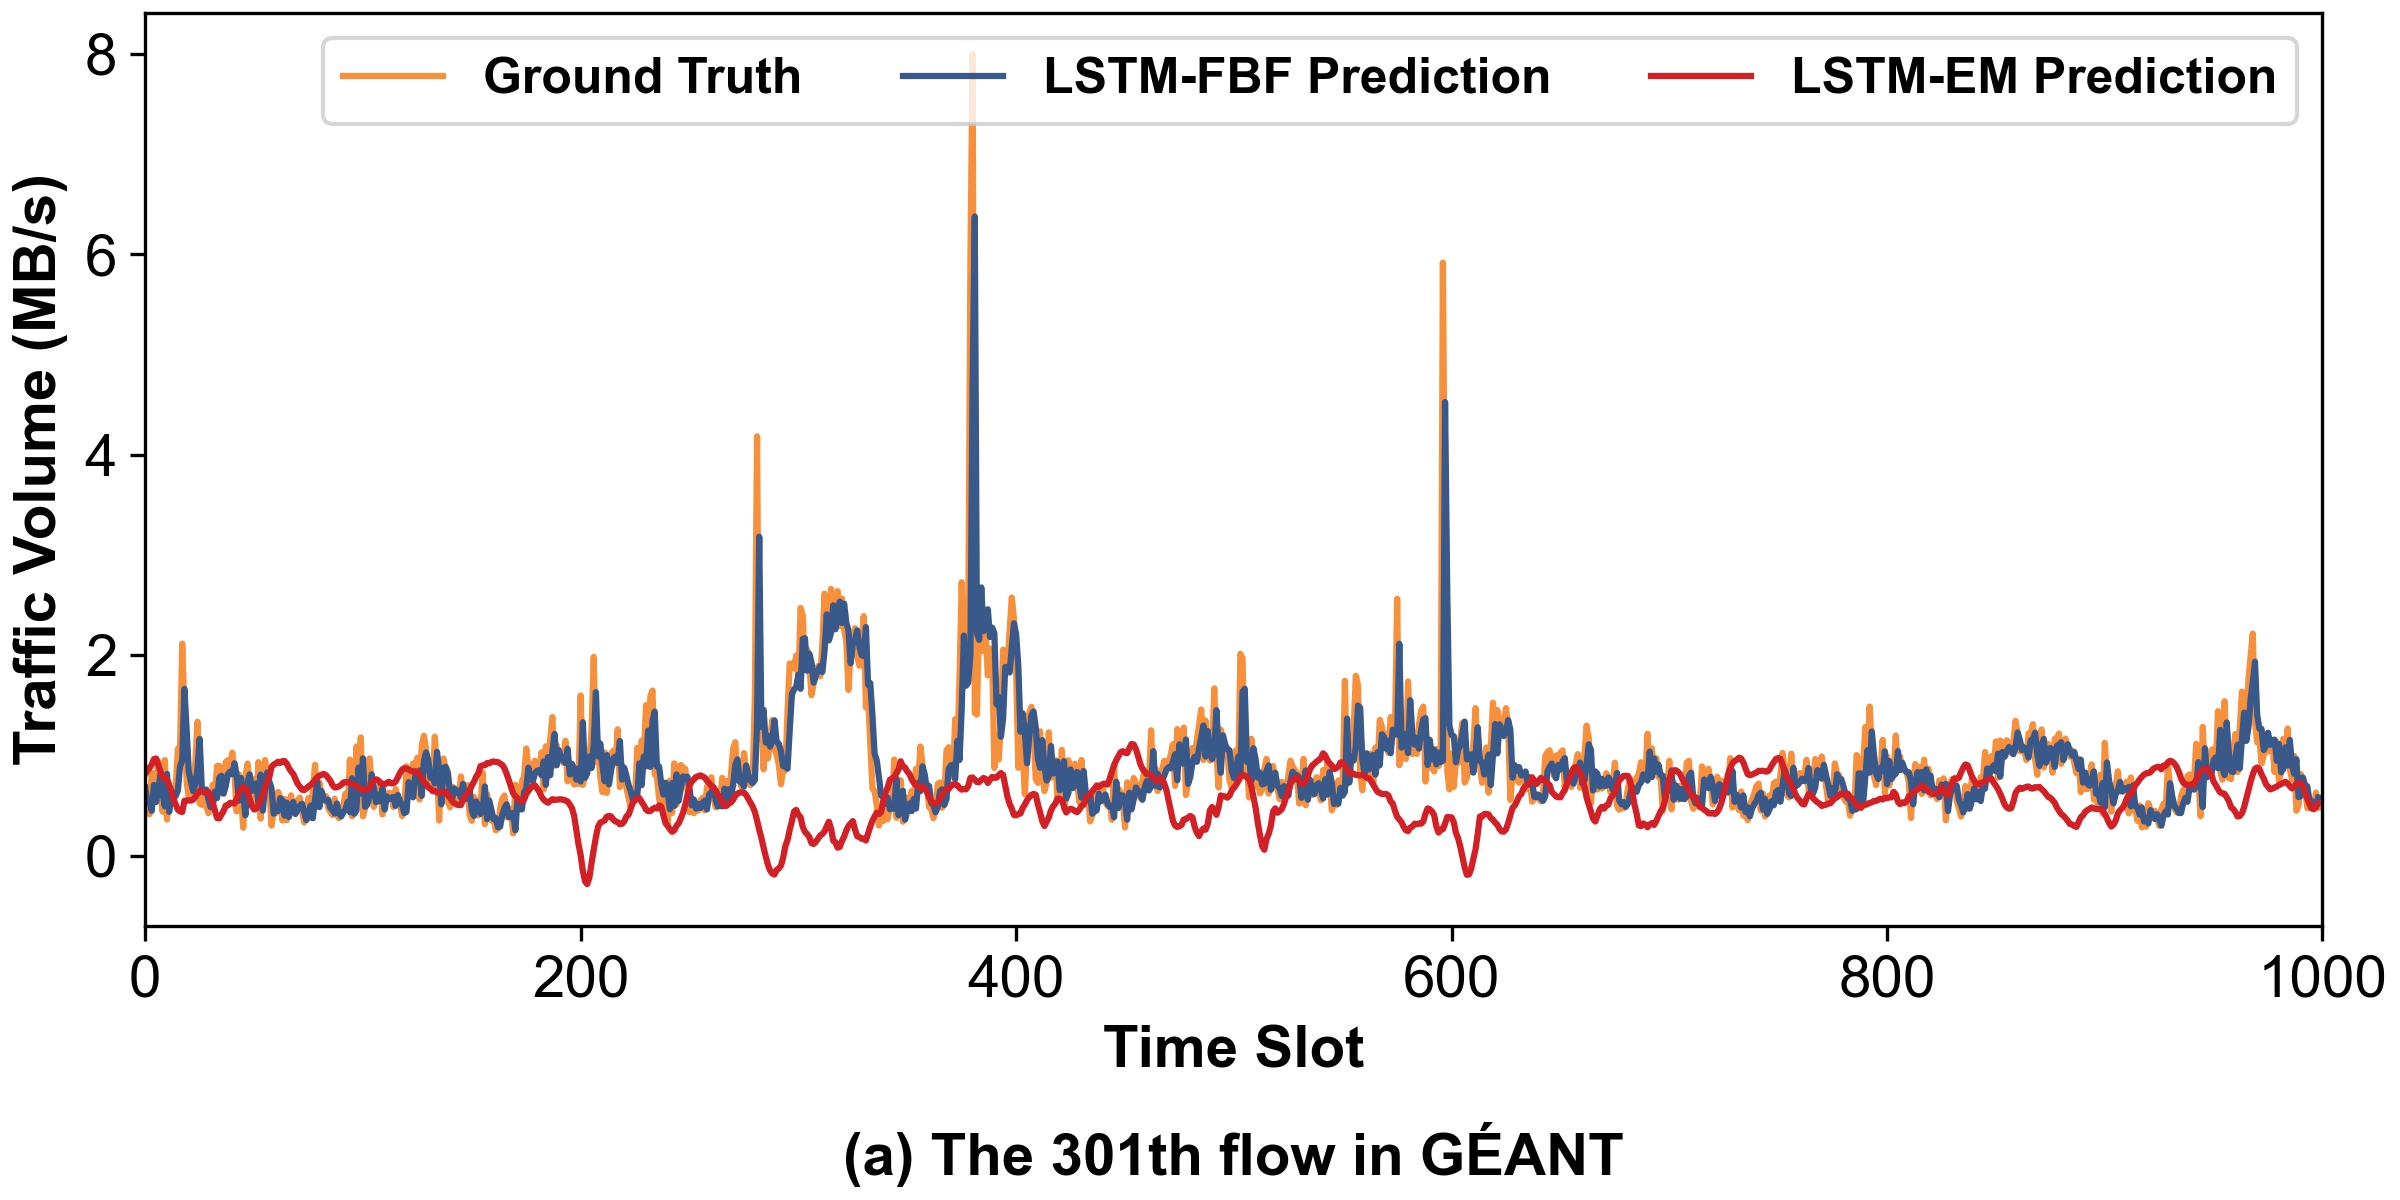 Ground Truth LSTM-FBF Prediction LSTM-EM Prediction
8
6
4
2
0
Traffic Volume (MB/s)
0 200 400 600 800 1000
Time Slot
(a) The 301th flow in GÉANT